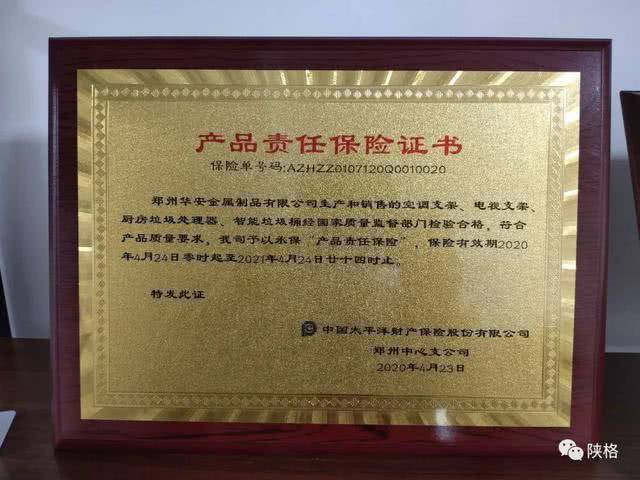 产品责任保险证书
保险单号码:AZHZZ0107120Q0010020
郑州华安金属制品有限公司生产和销售的空调支架、电视支架、
厨房垃圾处理器、智能垃圾桶经国家质量监督部门检验合格，符合
产品质量要求，我司予以承保“产品责任保险”，保险有效期2020
年4月24日零时起至2021年4月24日廿十四时止。
特发此证
中国太平洋财产保险股份有限公司
郑州中心支公司
2020年4月23日
陕格